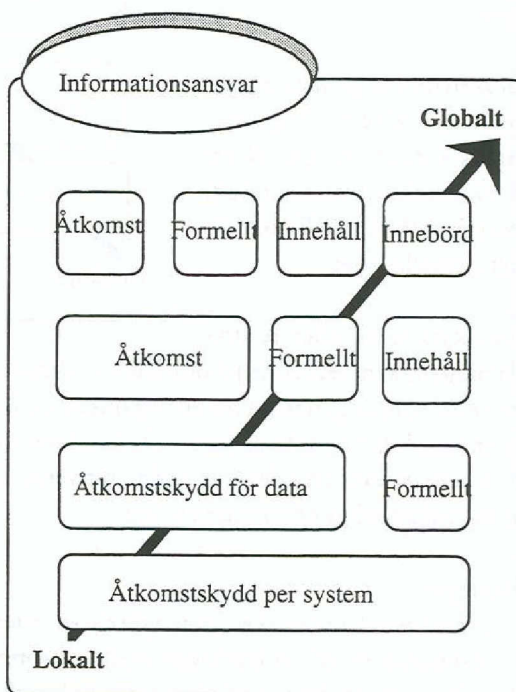 Informationsansvar
Globalt
Åtkomst
Formellt
Innehåll
Innebörd
Åtkomst
Formellt
Innehåll
Åtkomstskydd för data
Formellt
Åtkomstskydd per system
Lokalt